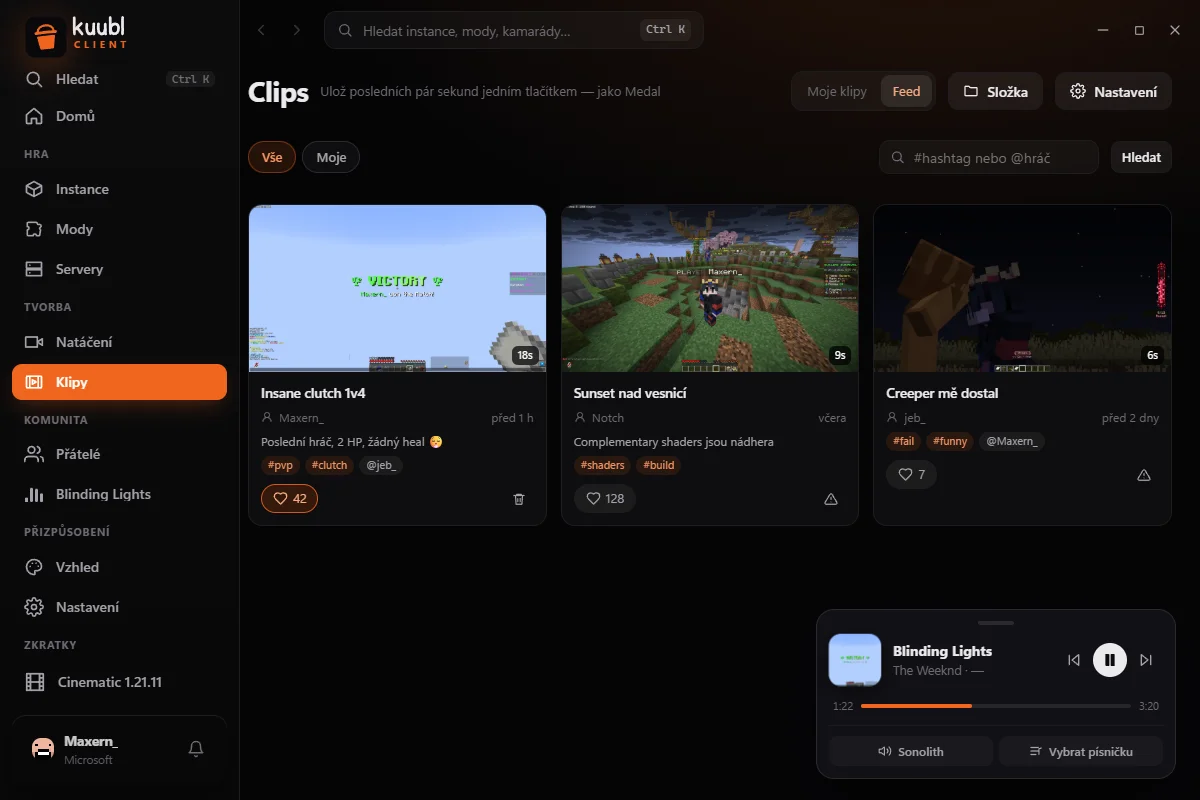 kuubl
CLIENT
Hledat Ctrl K
Domů
HRA
Instance
Mody
Servery
TVORBA
Natáčení
Klipy
KOMUNITA
Přátelé
Blinding Lights
PŘIZPŮSOBENÍ
Vzhled
Nastavení
ZKRATKY
Cinematic 1.21.11
Maxern_
Microsoft
Hledat instance, mody, kamarády... Ctrl K
Clips Ulož posledních pár sekund jedním tlačítkem — jako Medal
Moje klipy Feed Složka Nastavení
Vše Moje #hashtag nebo @hráč Hledat
VICTORY
Maxern_ won the match!
18s
Insane clutch 1v4
Maxern_ před 1 h
Poslední hráč, 2 HP, žádný heal
#pvp #clutch @jeb_
42
Maxern_
9s
Sunset nad vesnicí
Notch včera
Complementary shaders jsou nádhera
#shaders #build
128
6s
Creeper mě dostal
jeb_ před 2 dny
#fail #funny @Maxern_
7
Blinding Lights
The Weeknd · —
1:22 3:20
Sonolith Vybrat písničku